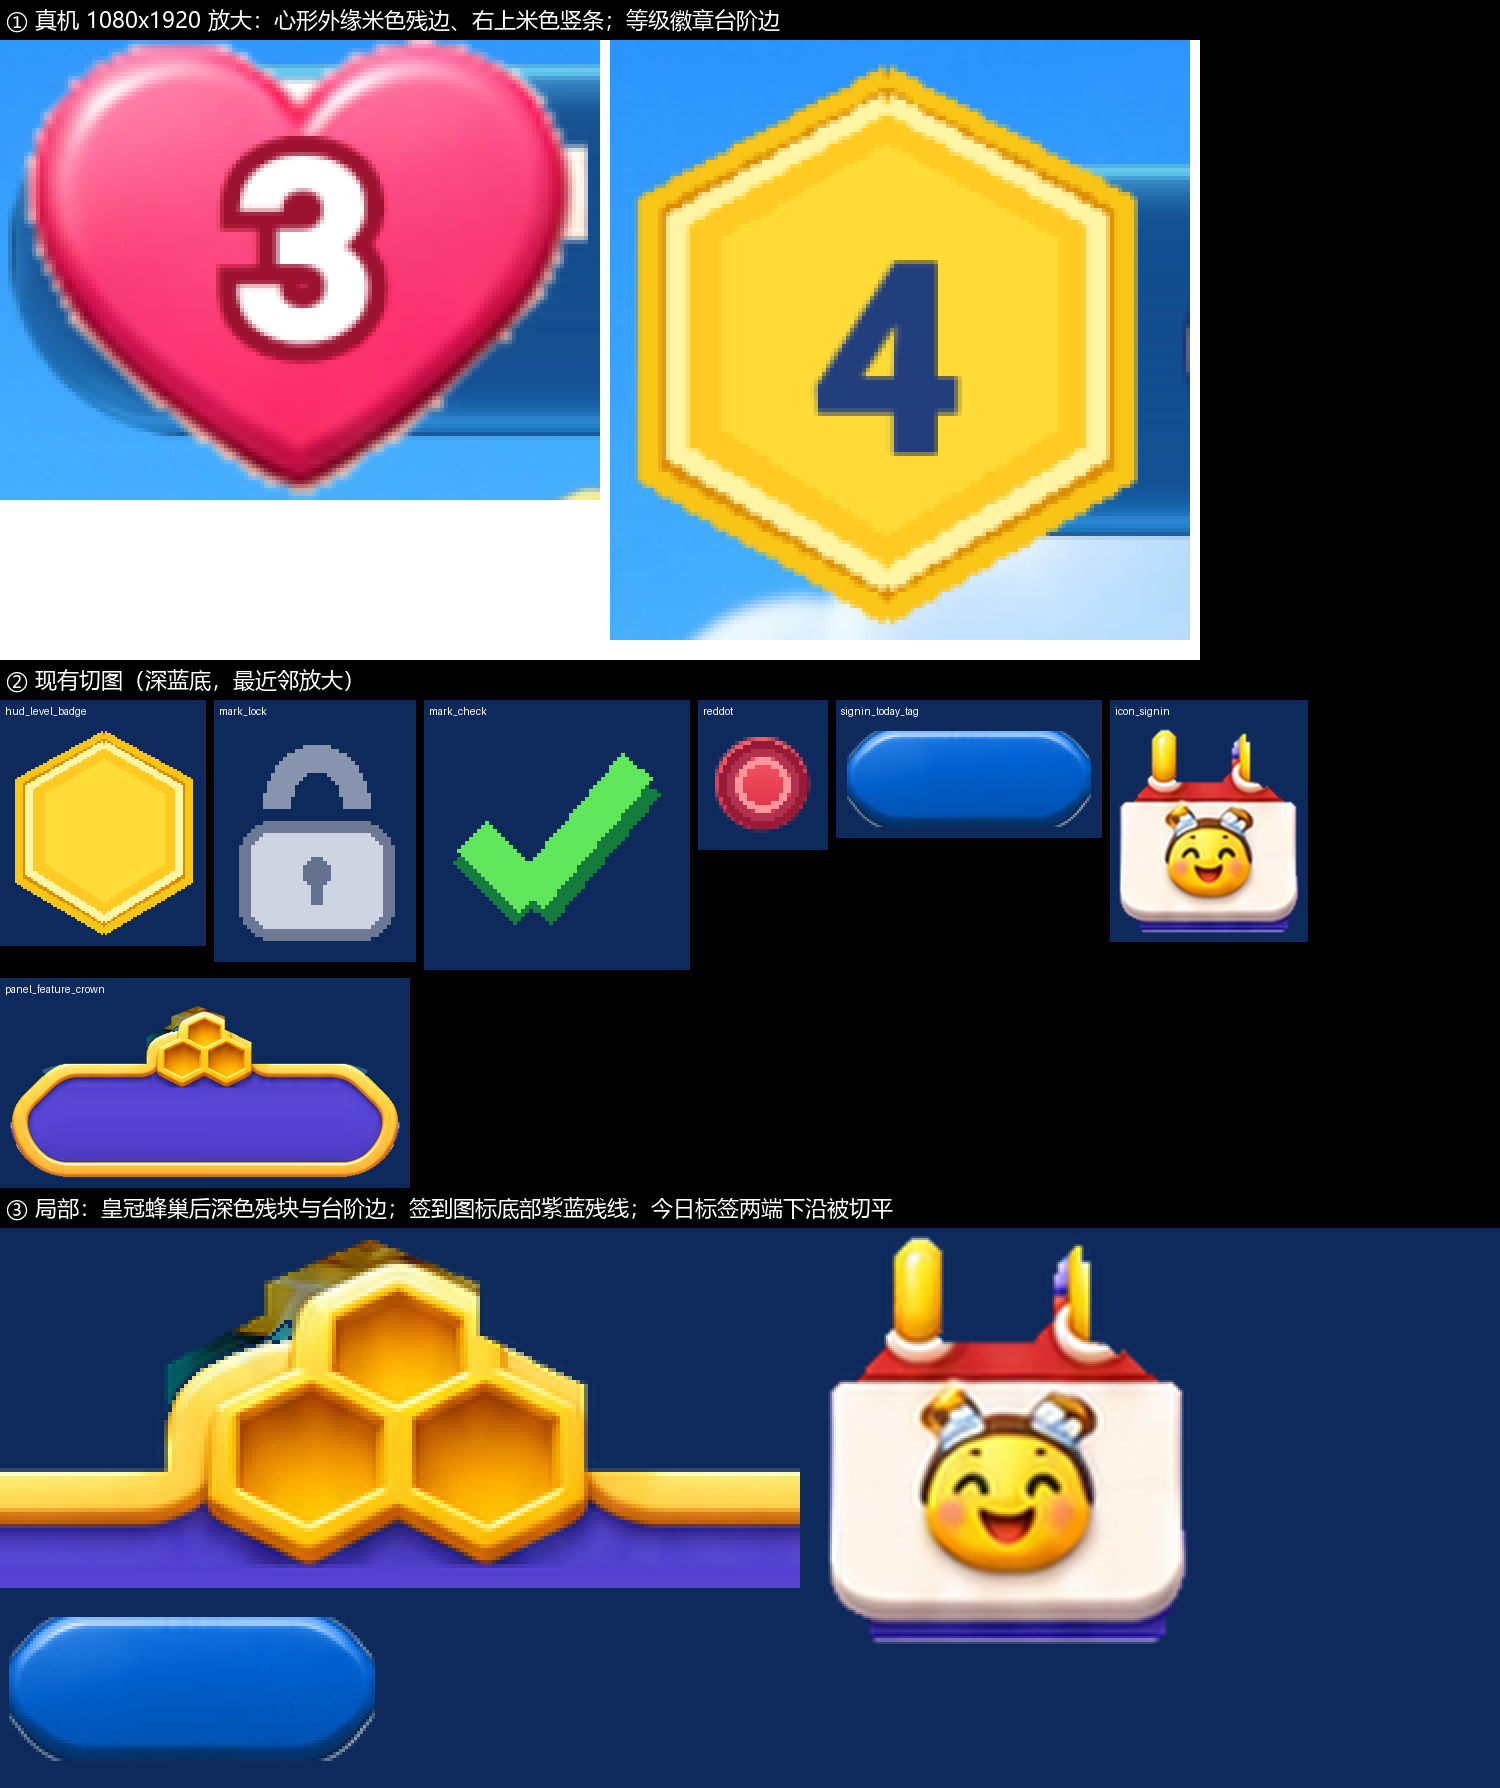 ① 真机 1080x1920 放大：心形外缘米色残边、右上米色竖条；等级徽章台阶边
3
4
② 现有切图（深蓝底，最近邻放大）
hud_level_badge
mark_lock
mark_check
reddot
signin_today_tag
icon_signin
panel_feature_crown
③ 局部：皇冠蜂巢后深色残块与台阶边；签到图标底部紫蓝残线；今日标签两端下沿被切平